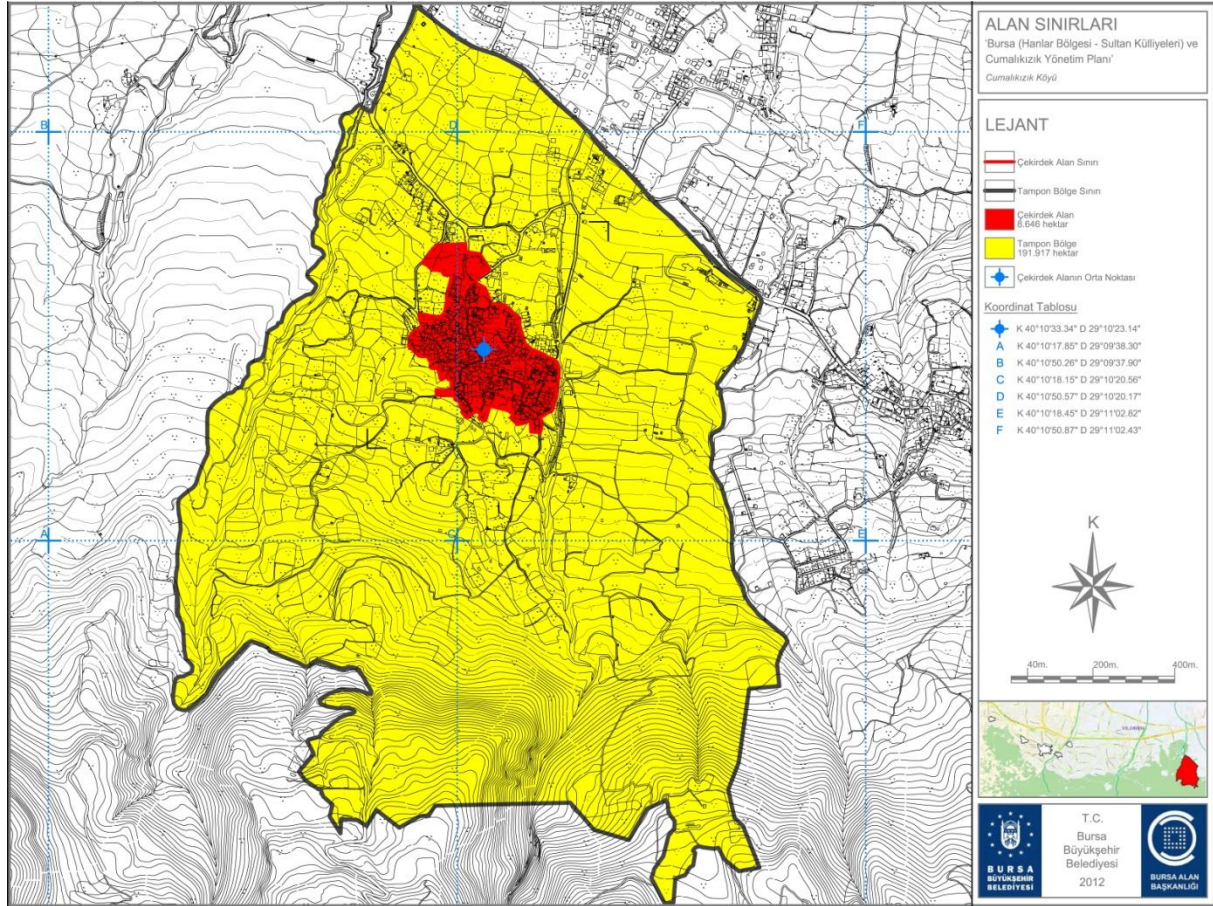 ALAN SINIRLARI
'Bursa (Hanlar Bölgesi - Sultan Külliyeleri) ve
Cumalıkızık Yönetim Planı'
Cumalıkızık Köyü
LEJANT
Çekirdek Alan Sınırı
Tampon Bölge Sınırı
Çekirdek Alan
8.646 hektar
Tampon Bölge
191.917 hektar
Çekirdek Alanın Orta Noktası
Koordinat Tablosu
K 40°10'33.34" D 29°10'23.14"
A K 40°10'17.85" D 29°09'38.30"
B K 40°10'50.26" D 29°09'37.90"
C K 40°10'18.15" D 29°10'20.56"
D K 40°10'50.57" D 29°10'20.17"
E K 40°10'18.45" D 29°11'02.82"
F K 40°10'50.87" D 29°11'02.43"
K
40m. 200m. 400m.
YILDIRIM
BURSA
BÜYÜKŞEHİR
BELEDİYESİ
T.C.
Bursa
Büyükşehir
Belediyesi
2012
BURSA ALAN
BAŞKANLIĞI
B
D
F
A
C
E